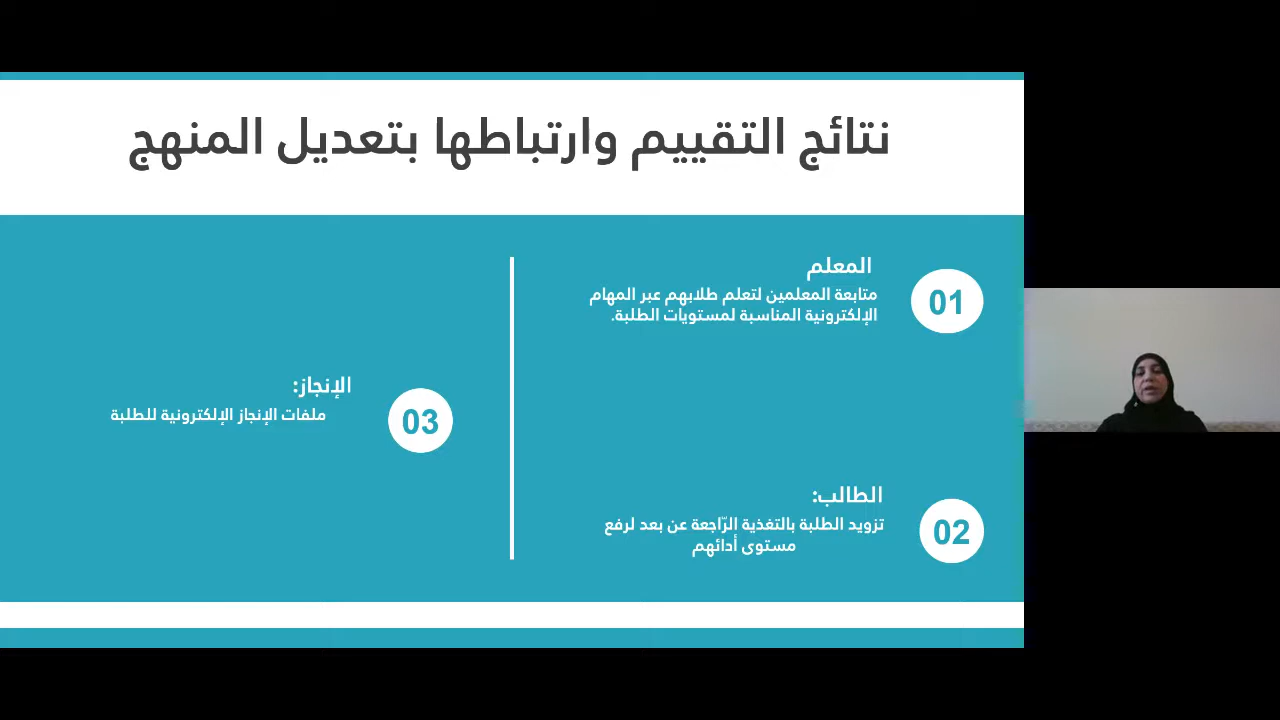 نتائج التقييم وارتباطها بتعديل المنهج
01
المعلم
متابعة المعلمين لتعلم طلابهم عبر المهام
الإلكترونية المناسبة لمستويات الطلبة.
02
الطالب:
تزويد الطلبة بالتغذية الرّاجعة عن بعد لرفع
مستوى أدائهم
03
الإنجاز:
ملفات الإنجاز الإلكترونية للطلبة